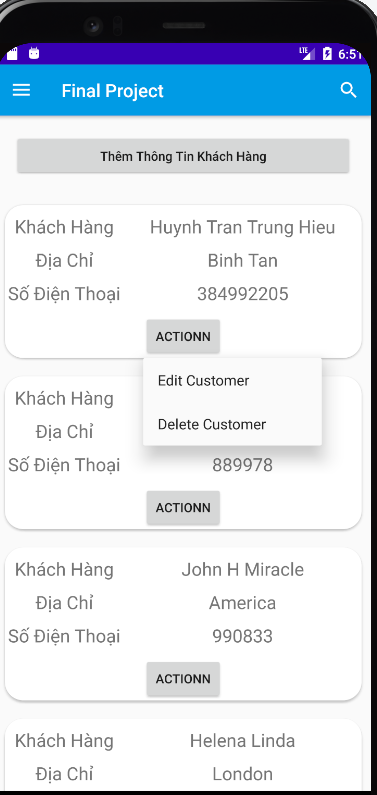 LTE 6:51
Final Project
Thêm Thông Tin Khách Hàng
Khách Hàng Huynh Tran Trung Hieu
Địa Chỉ Binh Tan
Số Điện Thoại 384992205
ACTIONN
Edit Customer
Delete Customer
Khách Hàng
Địa Chỉ
Số Điện Thoại 889978
ACTIONN
Khách Hàng John H Miracle
Địa Chỉ America
Số Điện Thoại 990833
ACTIONN
Khách Hàng Helena Linda
Địa Chỉ London